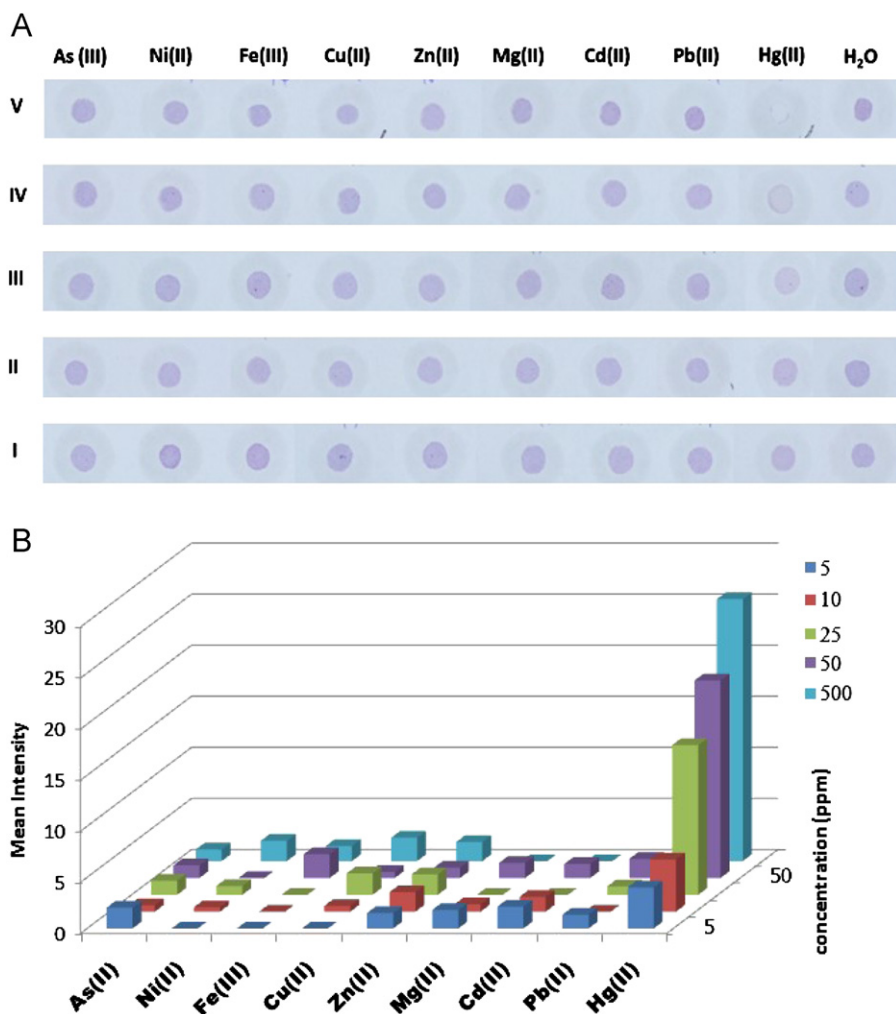 A
As (III) Ni(II) Fe(III) Cu(II) Zn(II) Mg(II) Cd(II) Pb(II) Hg(II) H₂O
V
IV
III
II
I
B
5
10
25
50
500
30
25
20
15
10
5
0
Mean Intensity
50
5
concentration (ppm)
As(II) Ni(II) Fe(III) Cu(II) Zn(II) Mg(II) Cd(II) Pb(II) Hg(II)